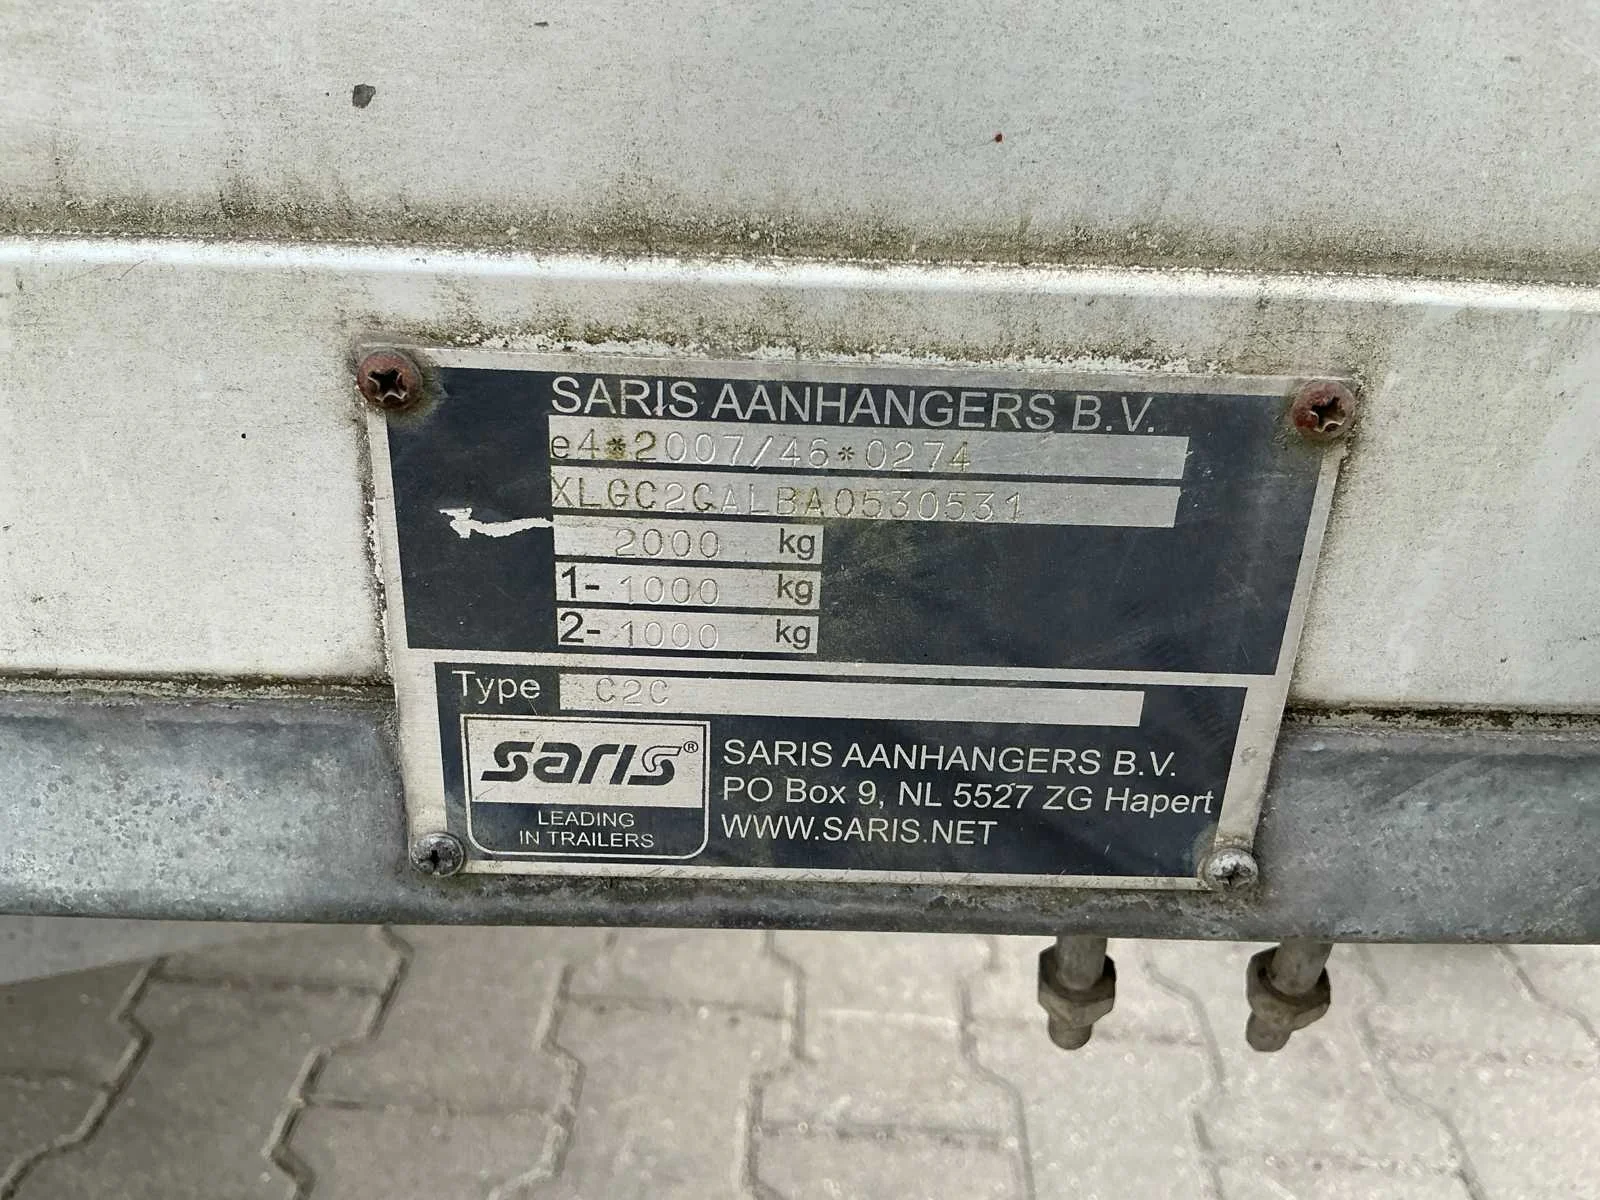 SARIS AANHANGERS B.V.
e4*2007/46*0274
XLGC2CALBA0530531
2000 kg
1- 1000 kg
2- 1000 kg
Type C2C
saris®
LEADING
IN TRAILERS
SARIS AANHANGERS B.V.
PO Box 9, NL 5527 ZG Hapert
WWW.SARIS.NET